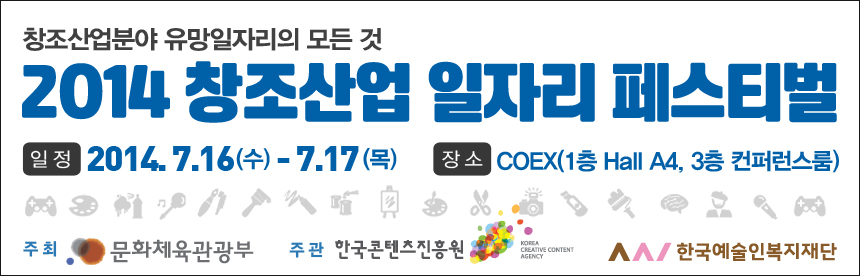 창조산업분야 유망일자리의 모든 것
2014 창조산업 일자리 페스티벌
일정 2014. 7.16(수) - 7.17(목) 장소 COEX(1층 Hall A4, 3층 컨퍼런스룸)
주최 문화체육관광부 주관 한국콘텐츠진흥원 KOREA CREATIVE CONTENT AGENCY 한국예술인복지재단